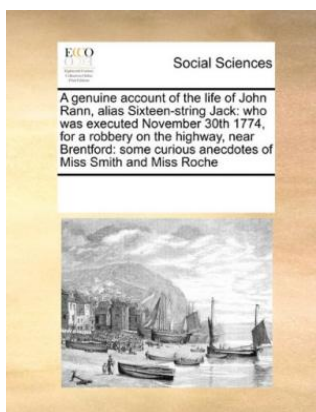 ECCO
Social Sciences
A genuine account of the life of John
Rann, alias Sixteen-string Jack: who
was executed November 30th 1774,
for a robbery on the highway, near
Brentford: some curious anecdotes of
Miss Smith and Miss Roche